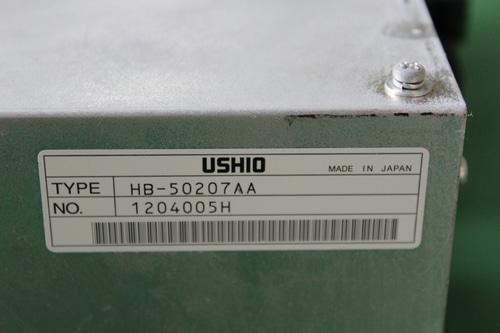 USHIO MADE IN JAPAN
TYPE HB-50207AA
NO. 1204005H